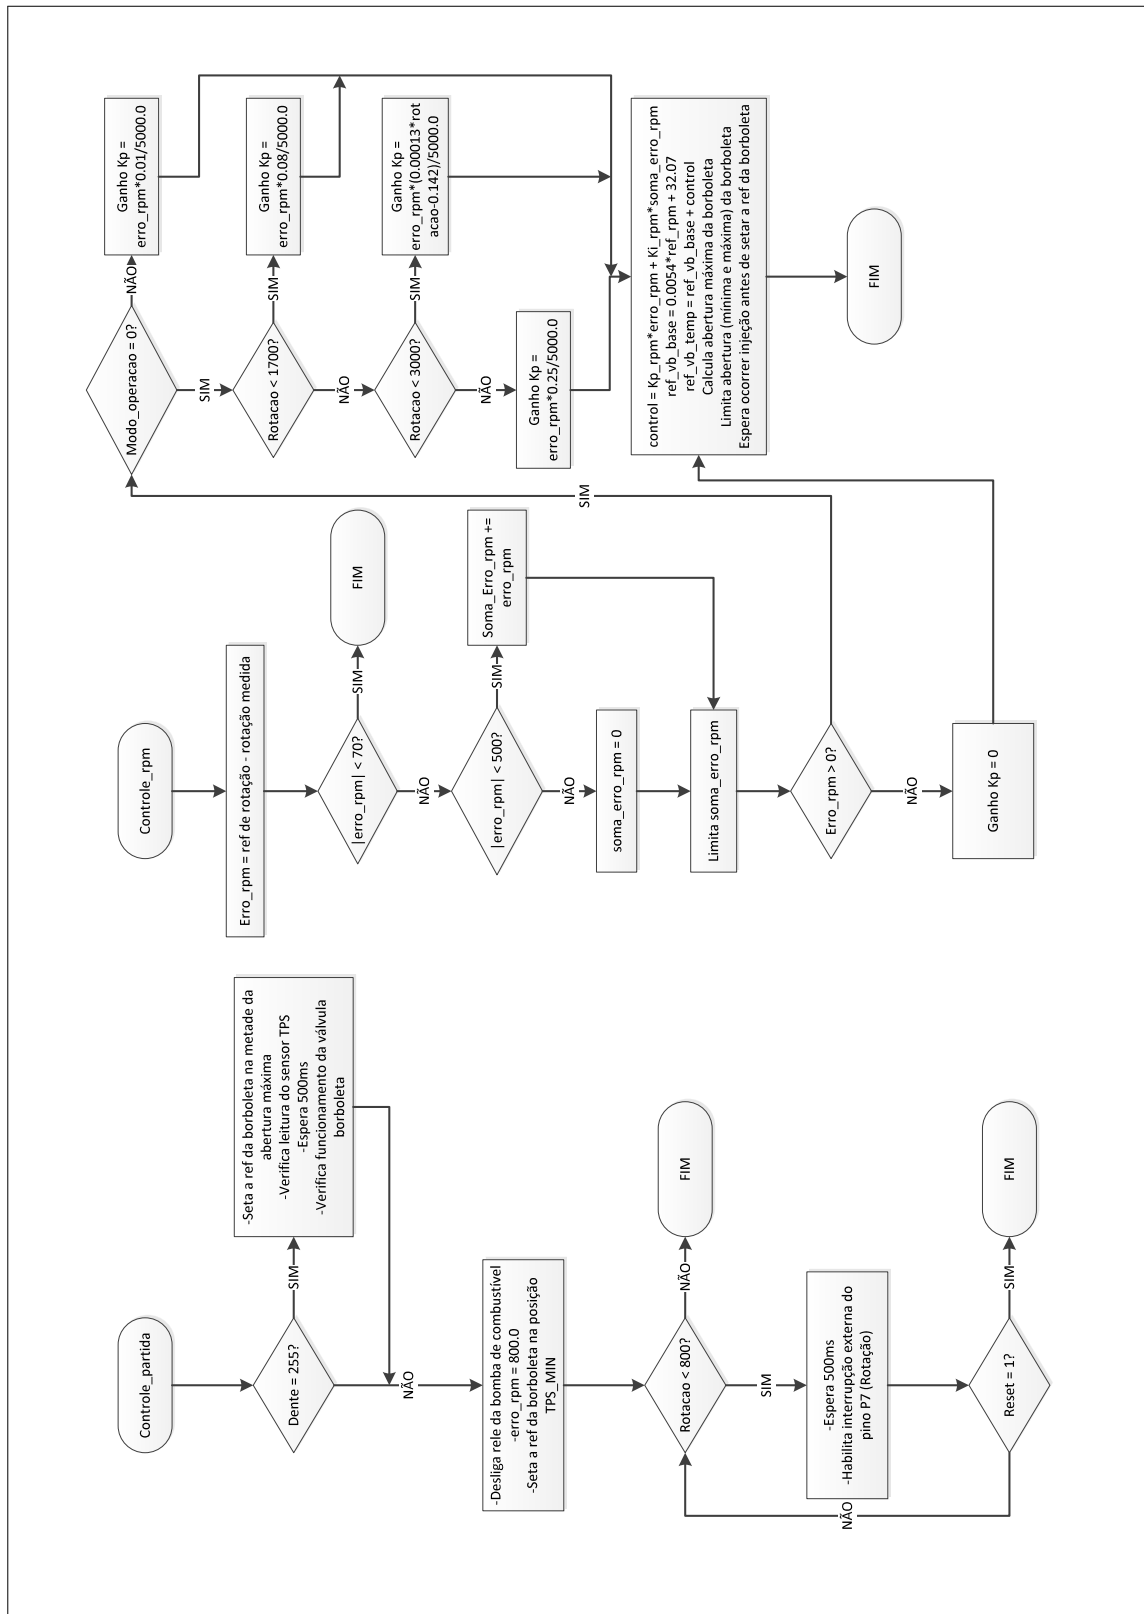 Controle_partida
Dente = 255?
SIM
-Seta a ref da borboleta na metade da
abertura máxima
-Verifica leitura do sensor TPS
-Espera 500ms
-Verifica funcionamento da válvula
borboleta
NÃO
-Desliga rele da bomba de combustível
-erro_rpm = 800.0
-Seta a ref da borboleta na posição
TPS_MIN
Rotacao < 800?
NÃO
FIM
SIM
-Espera 500ms
-Habilita interrupção externa do
pino P7 (Rotação)
Reset = 1?
SIM
FIM
NÃO
Controle_rpm
Erro_rpm = ref de rotação - rotação medida
|erro_rpm| < 70?
SIM
FIM
NÃO
|erro_rpm| < 500?
SIM
Soma_Erro_rpm +=
erro_rpm
NÃO
soma_erro_rpm = 0
Limita soma_erro_rpm
Erro_rpm > 0?
SIM
NÃO
Ganho Kp = 0
Modo_operacao = 0?
NÃO
Ganho Kp =
erro_rpm*0.01/5000.0
SIM
Rotacao < 1700?
SIM
Ganho Kp =
erro_rpm*0.08/5000.0
NÃO
Rotacao < 3000?
SIM
Ganho Kp =
erro_rpm*(0.00013*rot
acao-0.142)/5000.0
NÃO
Ganho Kp =
erro_rpm*0.25/5000.0
control = Kp_rpm*erro_rpm + Ki_rpm*soma_erro_rpm
ref_vb_base = 0.0054*ref_rpm + 32.07
ref_vb_temp = ref_vb_base + control
Calcula abertura máxima da borboleta
Limita abertura (mínima e máxima) da borboleta
Espera ocorrer injeção antes de setar a ref da borboleta
FIM